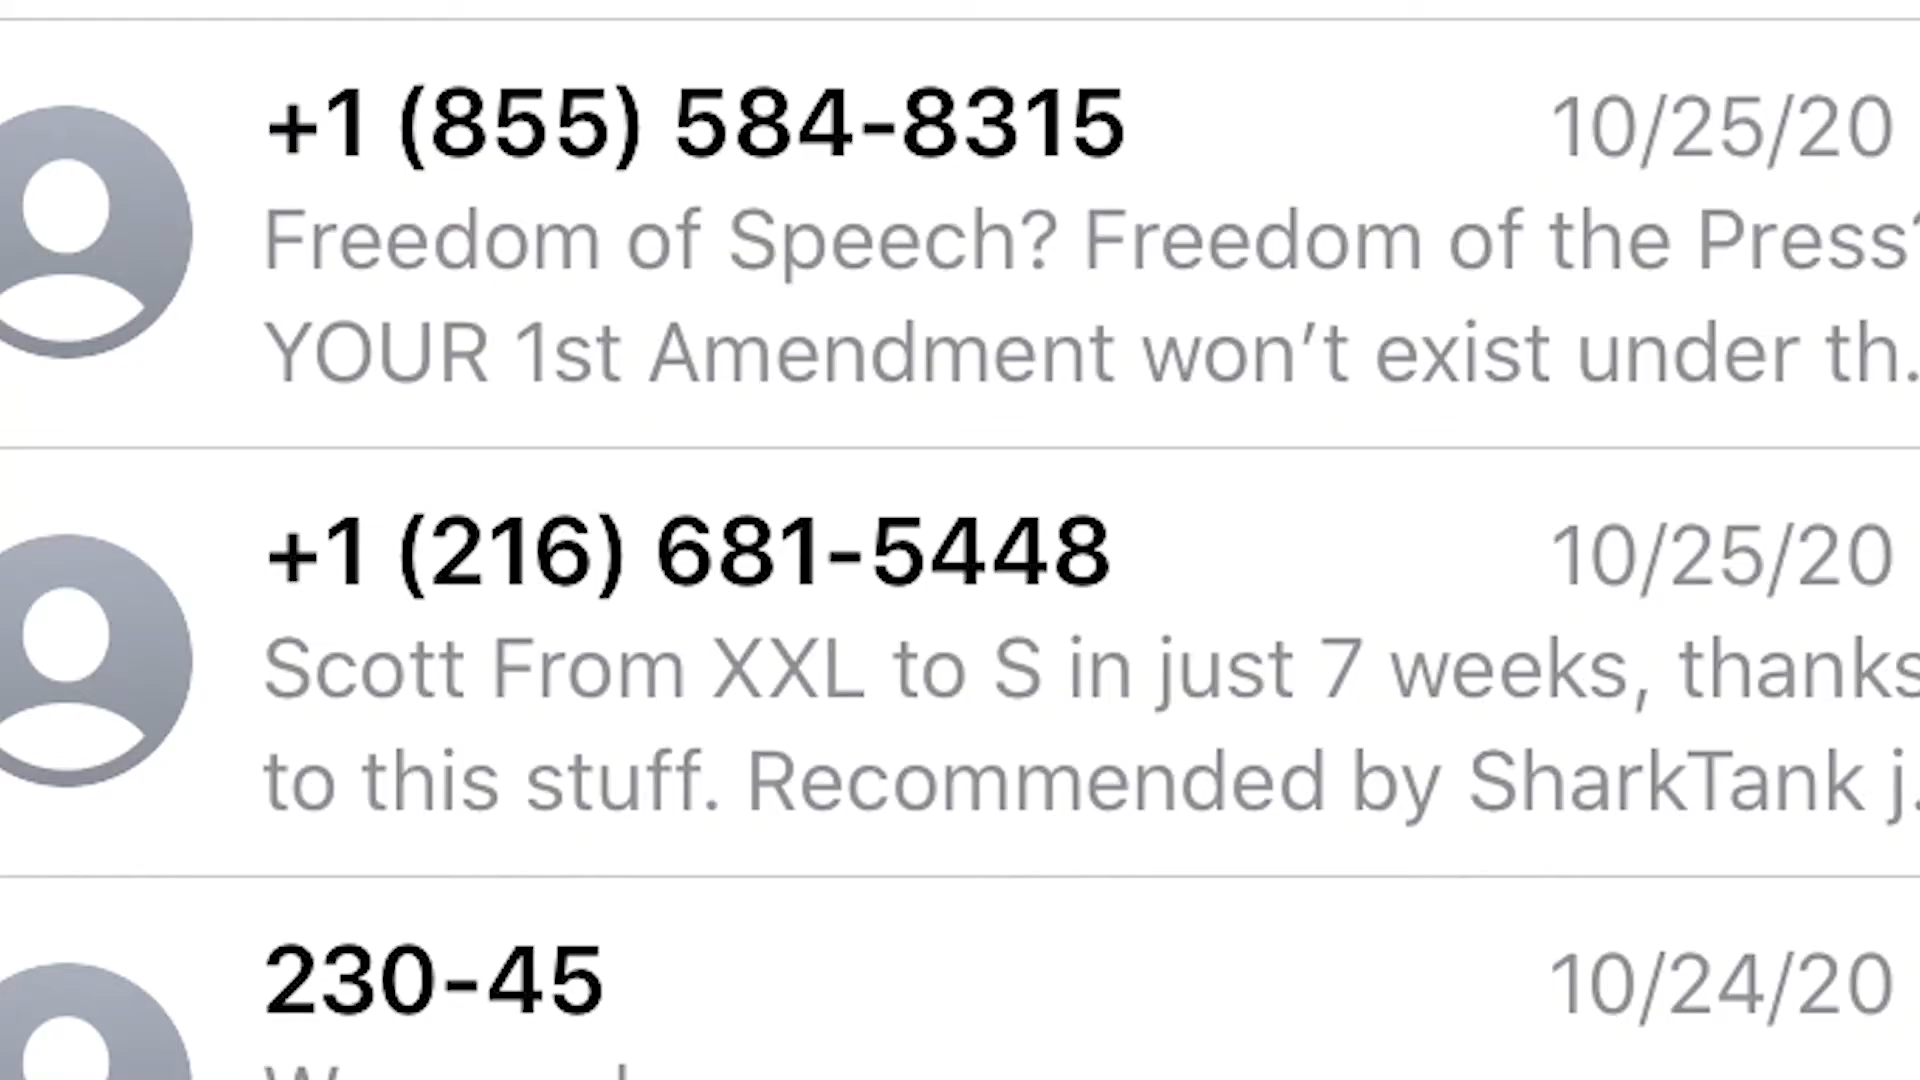 +1 (855) 584-8315 10/25/20
Freedom of Speech? Freedom of the Press?
YOUR 1st Amendment won’t exist under th.
+1 (216) 681-5448 10/25/20
Scott From XXL to S in just 7 weeks, thanks
to this stuff. Recommended by SharkTank j.
230-45 10/24/20